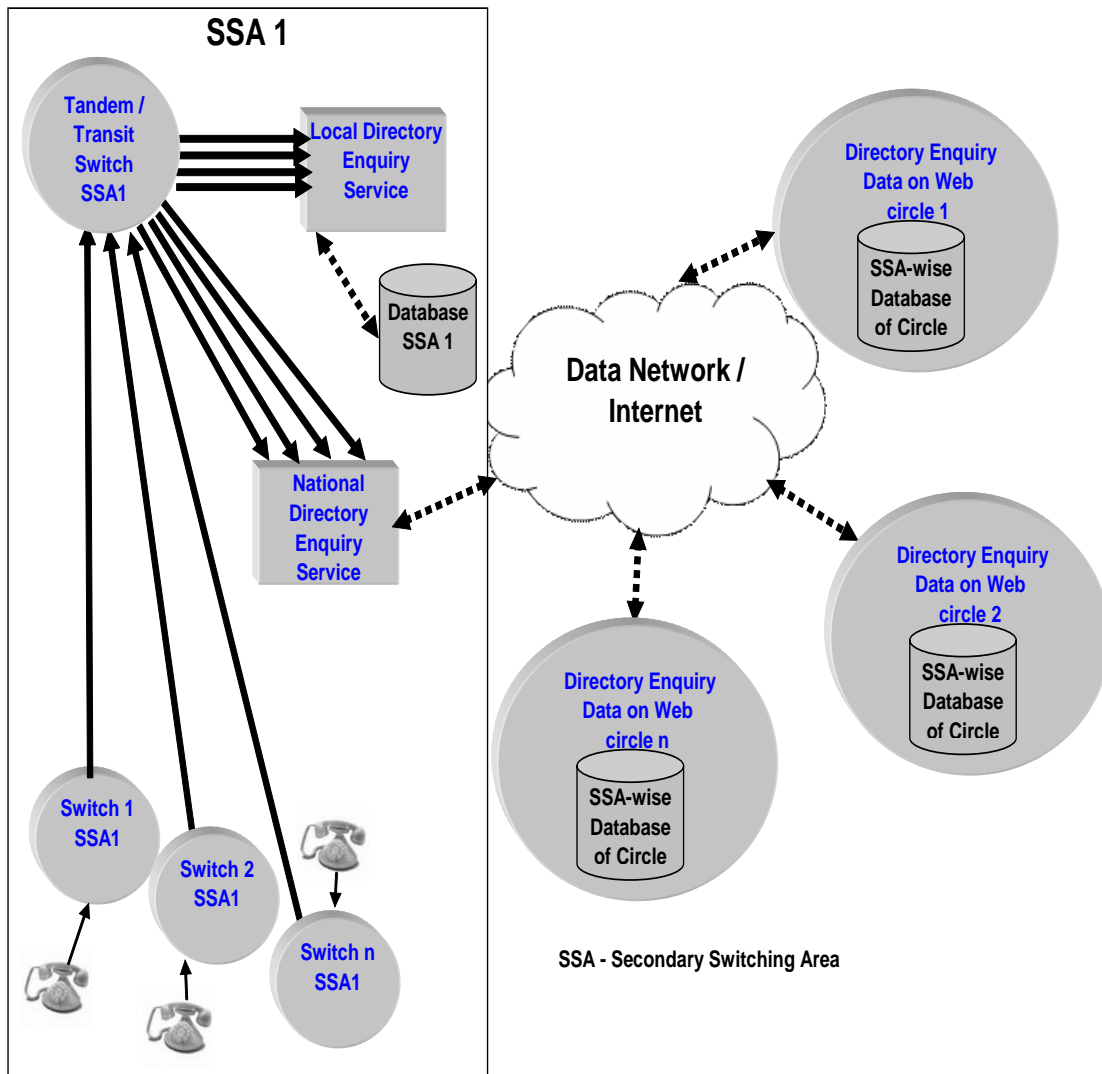 SSA 1
Tandem /
Transit
Switch
SSA1
Local Directory
Enquiry
Service
Database
SSA 1
National
Directory
Enquiry
Service
Switch 1
SSA1
Switch 2
SSA1
Switch n
SSA1
Data Network /
Internet
Directory Enquiry
Data on Web
circle 1
SSA-wise
Database
of Circle
Directory Enquiry
Data on Web
circle 2
SSA-wise
Database
of Circle
Directory Enquiry
Data on Web
circle n
SSA-wise
Database
of Circle
SSA - Secondary Switching Area